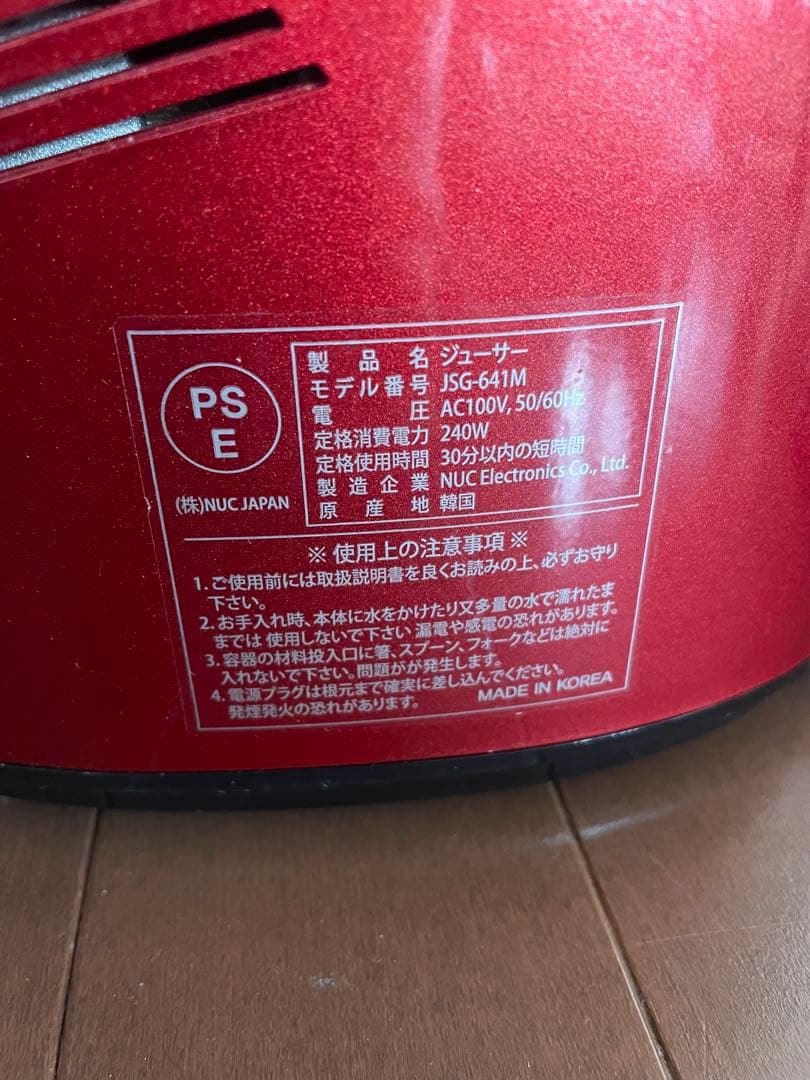 PS
E
(株)NUC JAPAN
製品名 ジューサー
モデル番号 JSG-641M
電圧 AC100V, 50/60Hz
定格消費電力 240W
定格使用時間 30分以内の短時間
製造企業 NUC Electronics Co., Ltd.
原産地 韓国
※ 使用上の注意事項 ※
1. ご使用前には取扱説明書を良くお読みの上、必ずお守り
下さい。
2. お手入れ時、本体に水をかけたり又多量の水で濡れたま
までは 使用しないで下さい 漏電や感電の恐れがあります。
3. 容器の材料投入口に箸、スプーン、フォークなどは絶対に
入れないで下さい。問題がが発生します。
4. 電源プラグは根元まで確実に差し込んでください。
発煙発火の恐れがあります。
MADE IN KOREA